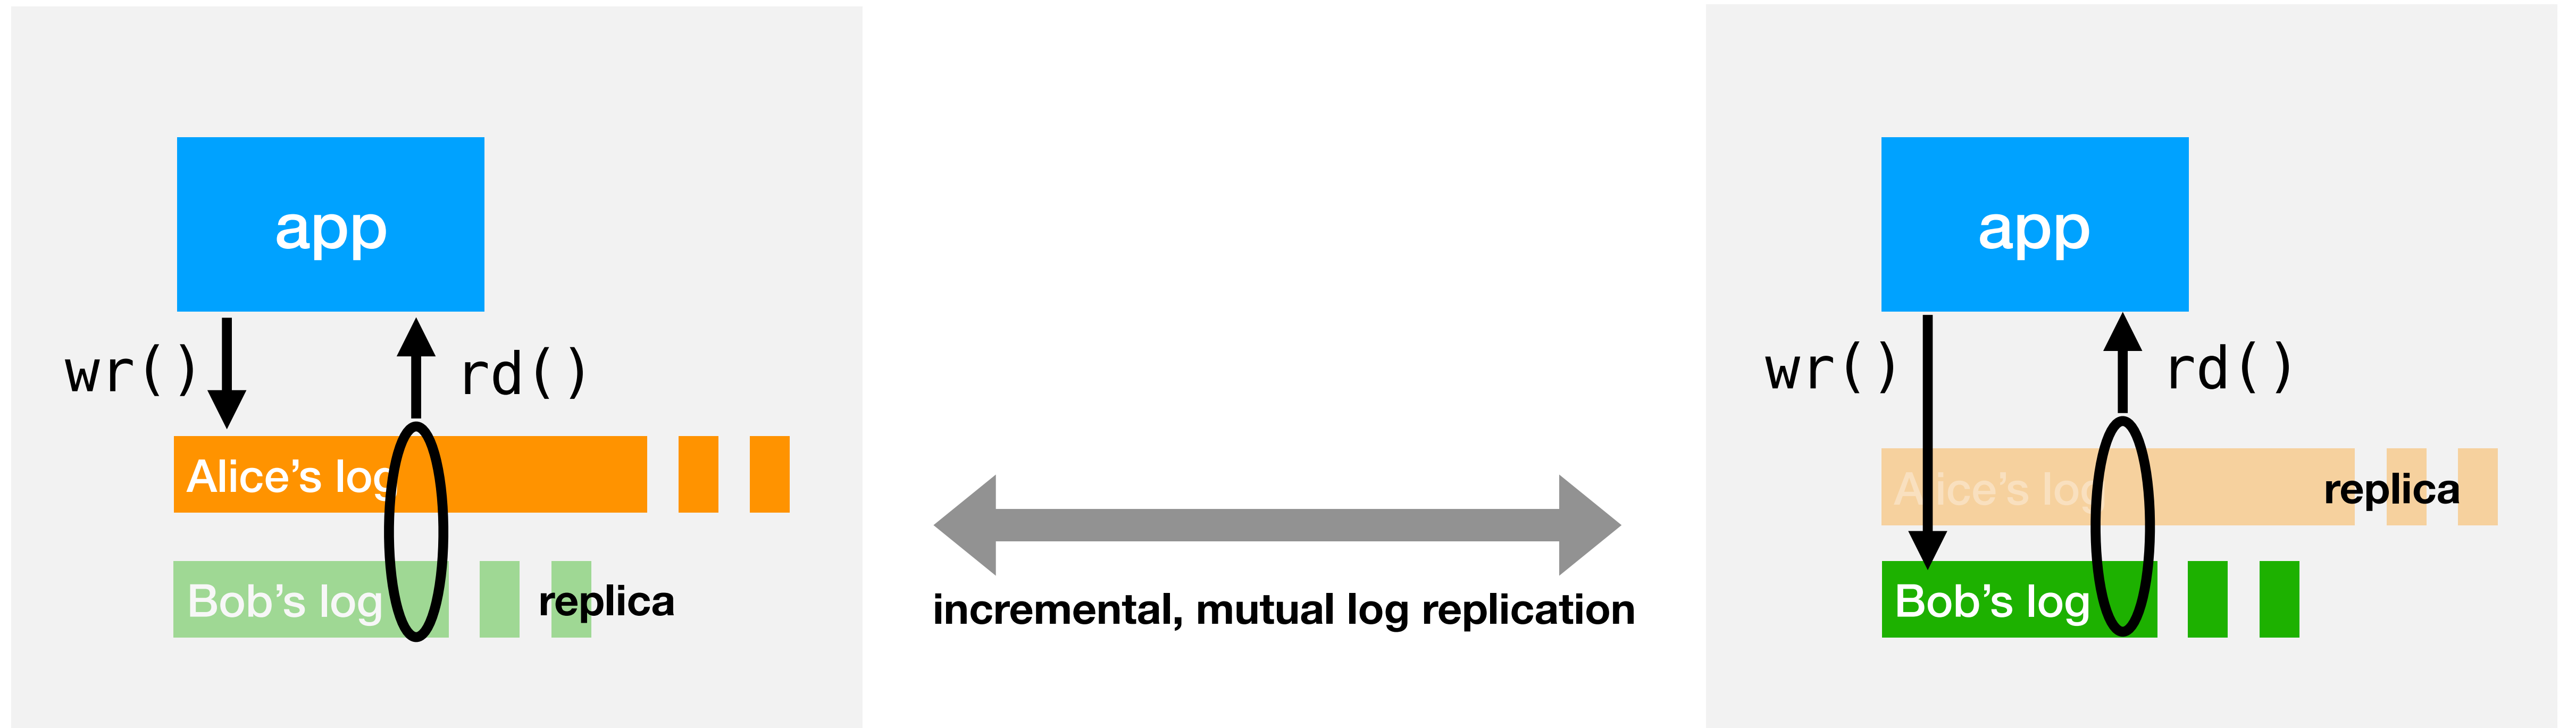 app
wr()
rd()
Alice's log
Bob's log
replica
incremental, mutual log replication
app
wr()
rd()
Alice's log
replica
Bob's log